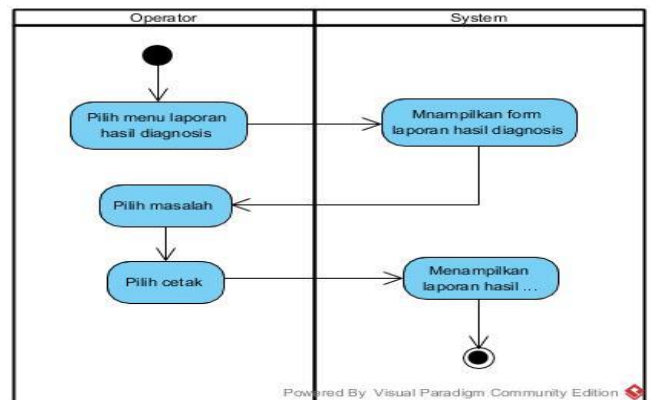 Operator
System
Pilih menu laporan
hasil diagnosis
Mnampilkan form
laporan hasil diagnosis
Pilih masalah
Pilih cetak
Menampilkan
laporan hasil ...
Powered By Visual Paradigm Community Edition